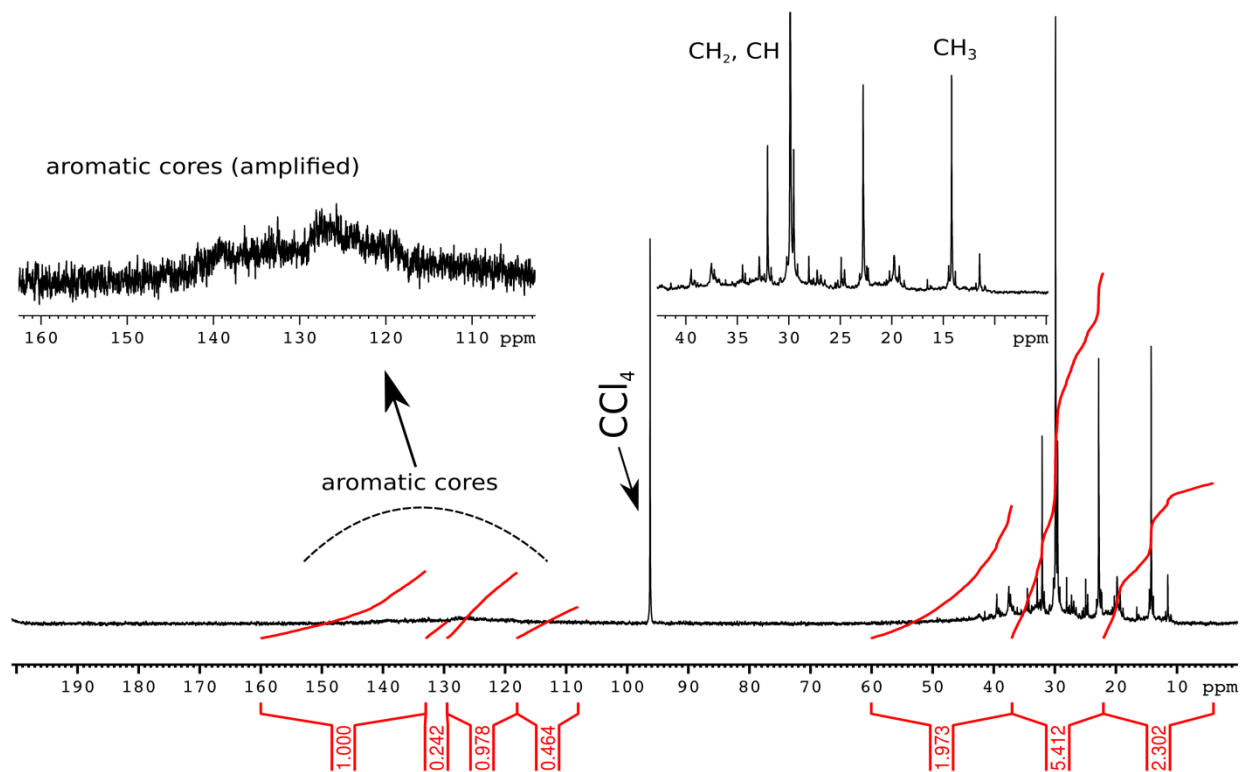 CH₂, CH
CH₃
aromatic cores (amplified)
160 150 140 130 120 110 ppm
40 35 30 25 20 15 ppm
CCl₄
aromatic cores
190 180 170 160 150 140 130 120 110 100 90 80 70 60 50 40 30 20 10 ppm
1.000
0.242
0.978
0.464
1.973
5.412
2.302